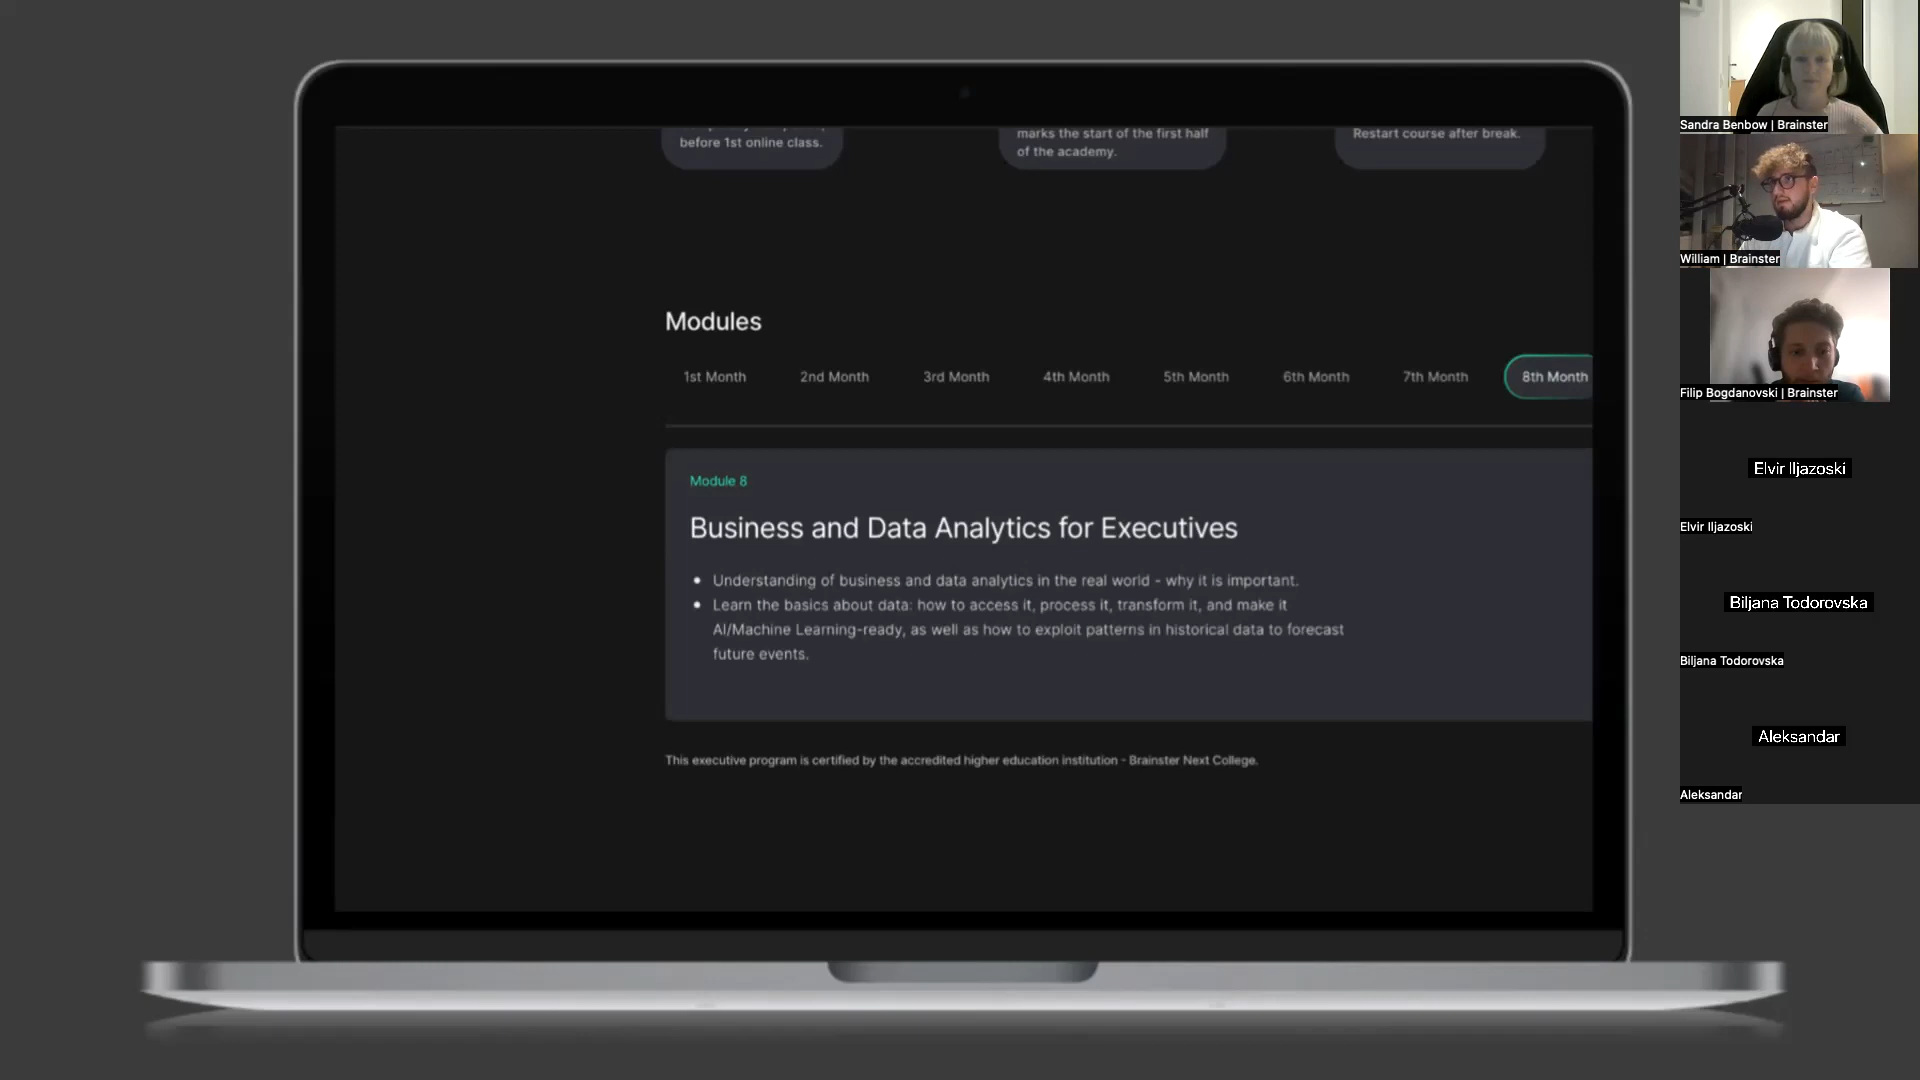 before 1st online class.
marks the start of the first half
of the academy.
Restart course after break.
Modules
1st Month
2nd Month
3rd Month
4th Month
5th Month
6th Month
7th Month
8th Month
Module 8
Business and Data Analytics for Executives
• Understanding of business and data analytics in the real world - why it is important.
• Learn the basics about data: how to access it, process it, transform it, and make it
AI/Machine Learning-ready, as well as how to exploit patterns in historical data to forecast
future events.
This executive program is certified by the accredited higher education institution - Brainster Next College.
Sandra Benbow | Brainster
William | Brainster
Filip Bogdanovski | Brainster
Elvir Iljazoski
Elvir Iljazoski
Biljana Todorovska
Biljana Todorovska
Aleksandar
Aleksandar